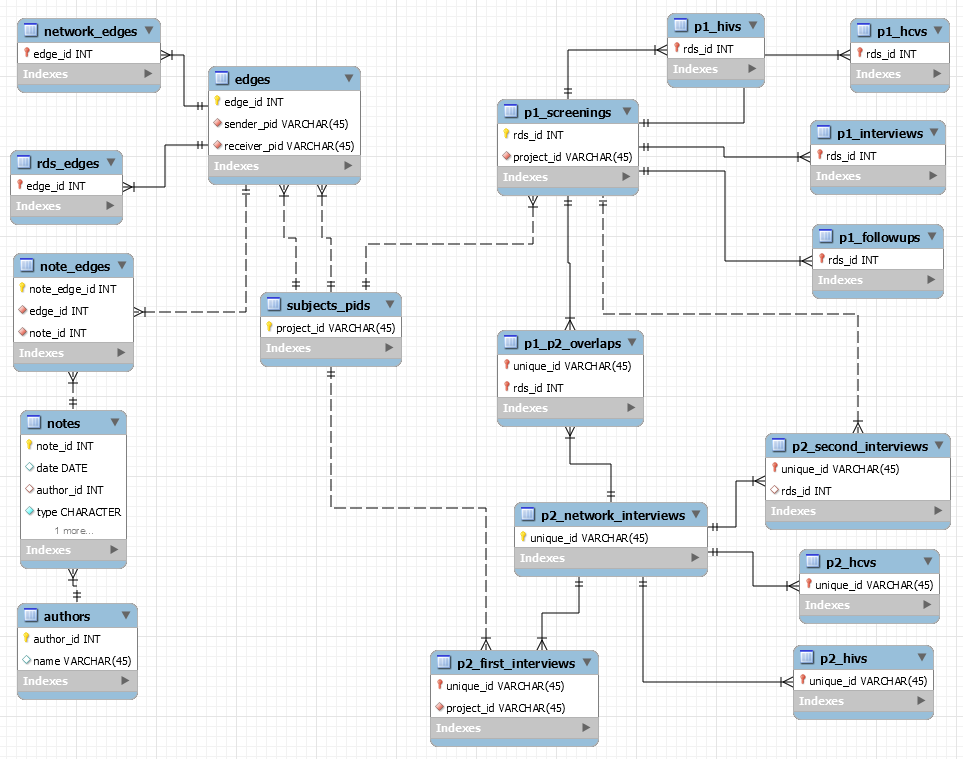 network_edges
edge_id INT
Indexes
edges
edge_id INT
sender_pid VARCHAR(45)
receiver_pid VARCHAR(45)
Indexes
rds_edges
edge_id INT
Indexes
note_edges
note_edge_id INT
edge_id INT
note_id INT
Indexes
notes
note_id INT
date DATE
author_id INT
type CHARACTER
1 more...
Indexes
authors
author_id INT
name VARCHAR(45)
Indexes
subjects_pids
project_id VARCHAR(45)
Indexes
p1_hivs
rds_id INT
Indexes
p1_hcvs
rds_id INT
Indexes
p1_screenings
rds_id INT
project_id VARCHAR(45)
Indexes
p1_interviews
rds_id INT
Indexes
p1_followups
rds_id INT
Indexes
p1_p2_overlaps
unique_id VARCHAR(45)
rds_id INT
Indexes
p2_second_interviews
unique_id VARCHAR(45)
rds_id INT
Indexes
p2_network_interviews
unique_id VARCHAR(45)
Indexes
p2_hcvs
unique_id VARCHAR(45)
Indexes
p2_first_interviews
unique_id VARCHAR(45)
project_id VARCHAR(45)
Indexes
p2_hivs
unique_id VARCHAR(45)
Indexes